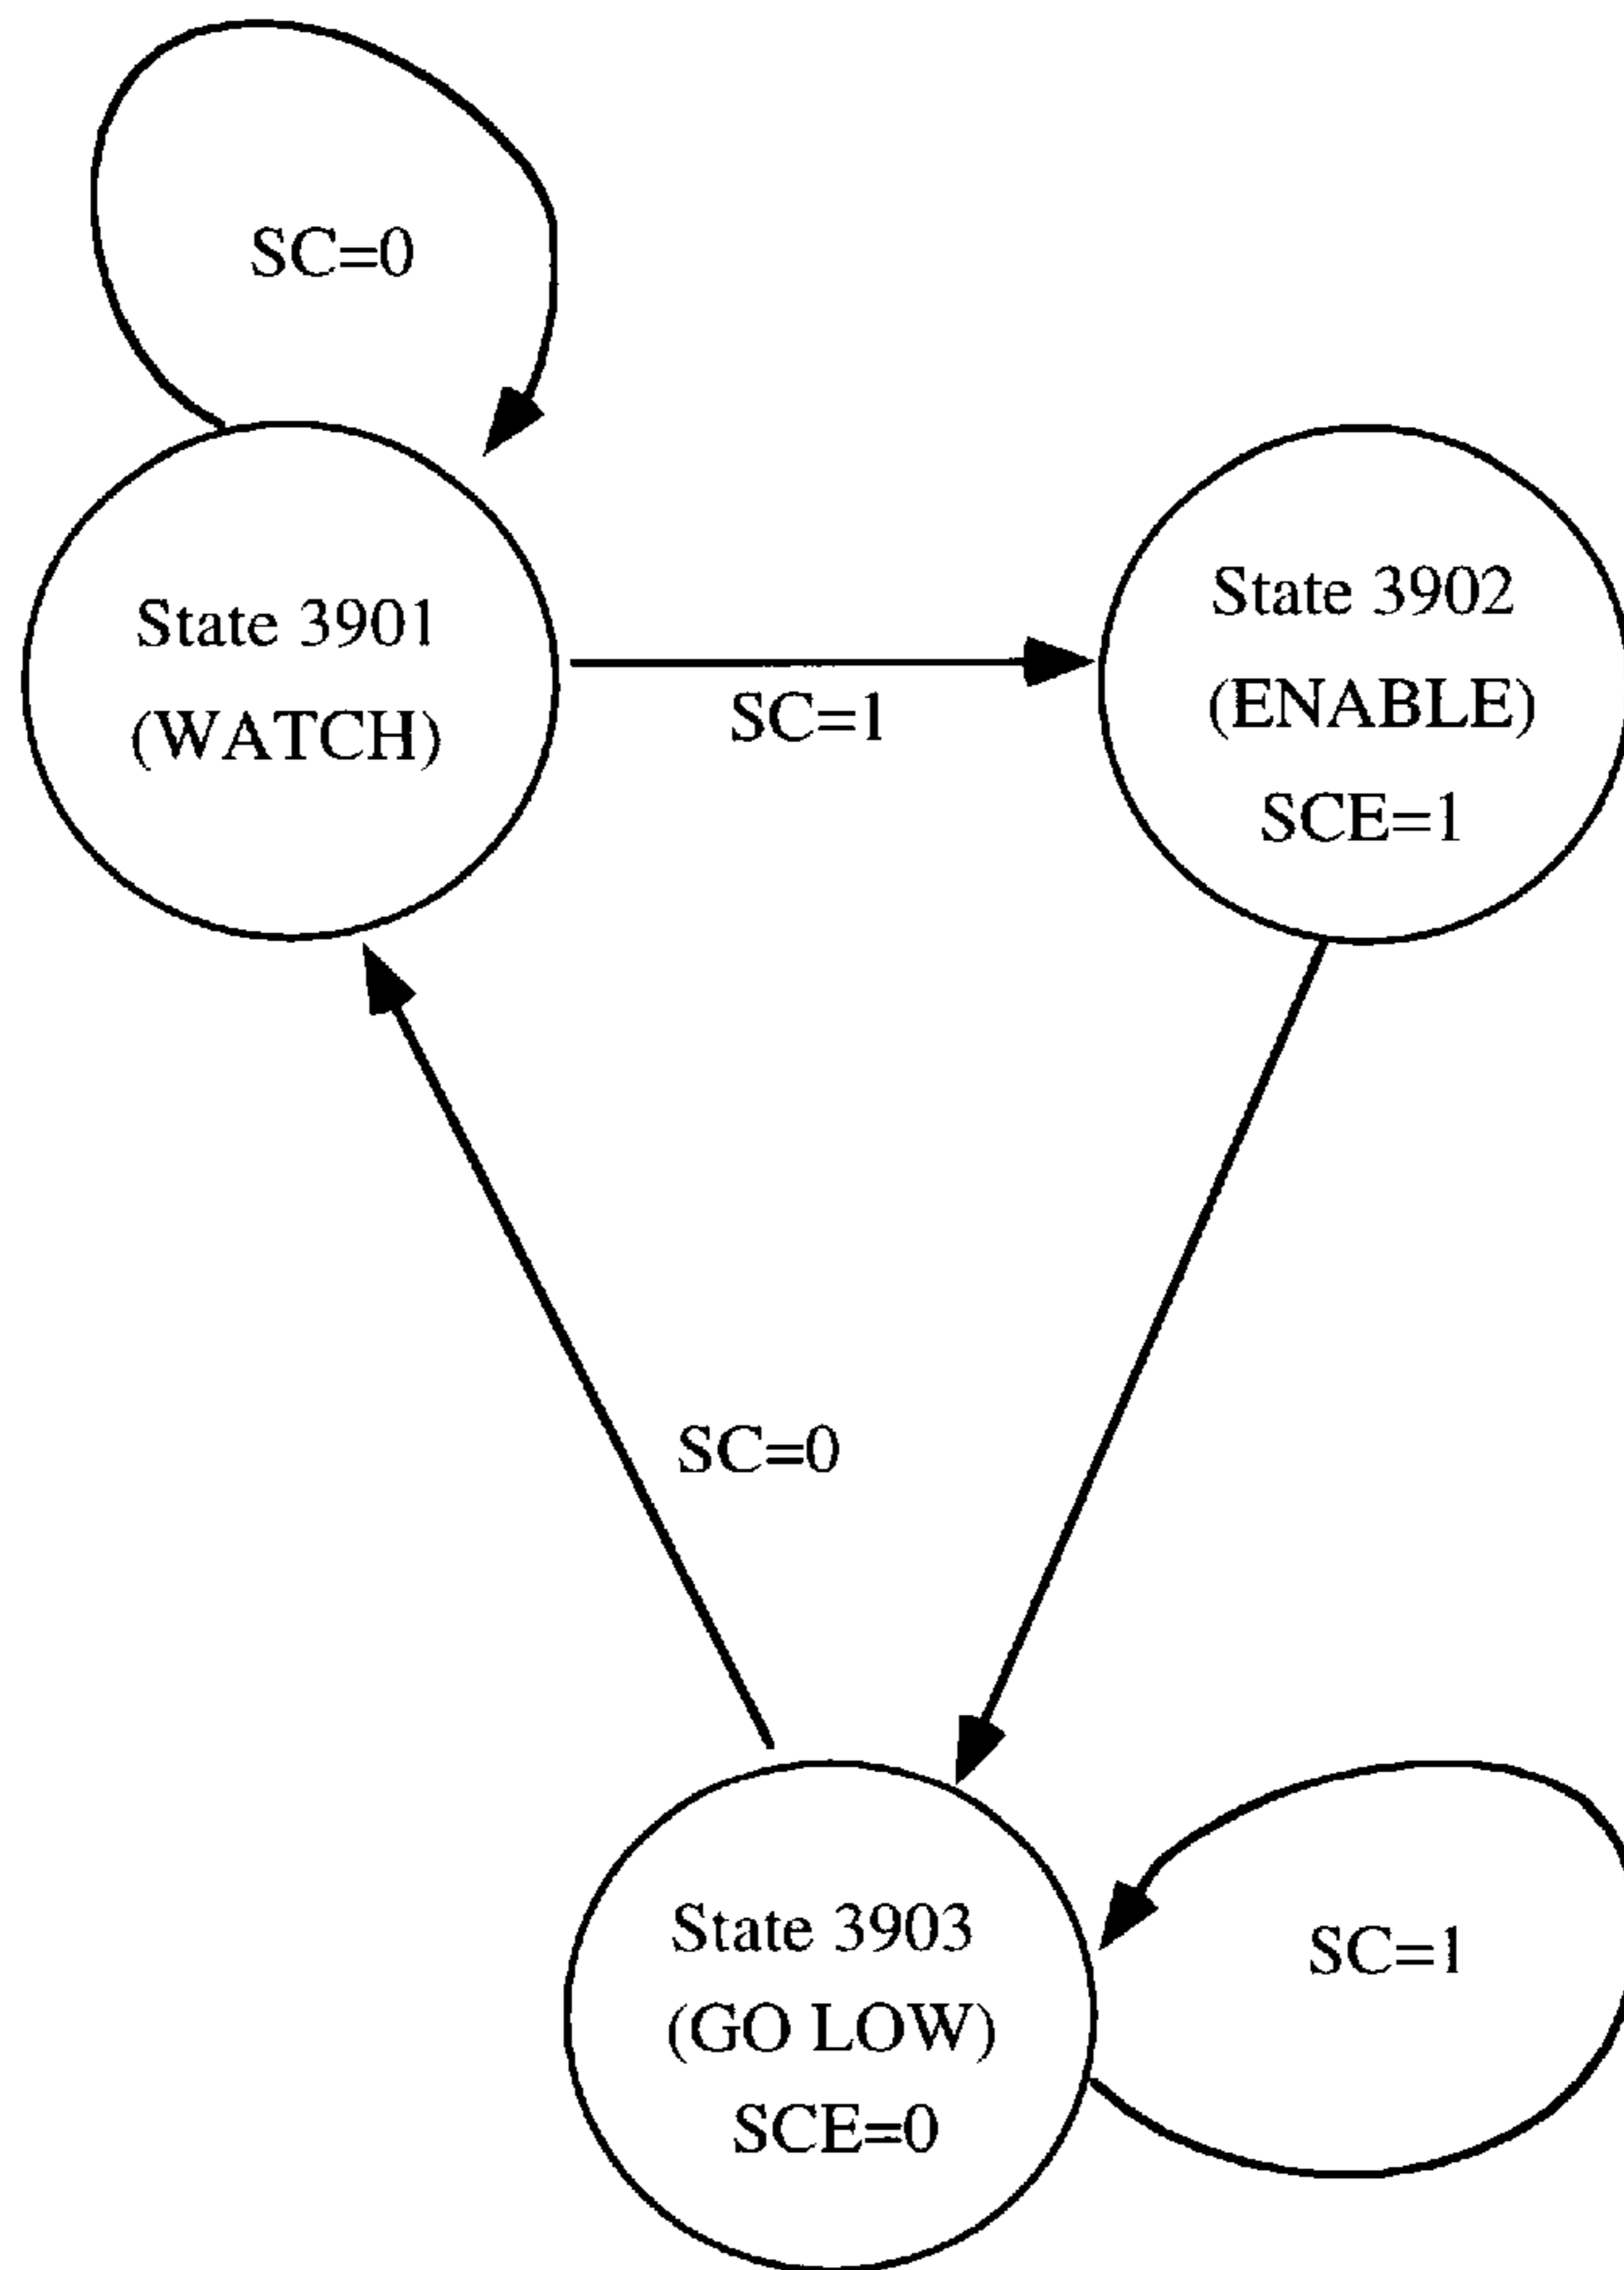 SC=0
State 3901
(WATCH)
SC=1
State 3902
(ENABLE)
SCE=1
SC=0
State 3903
(GO LOW)
SCE=0
SC=1